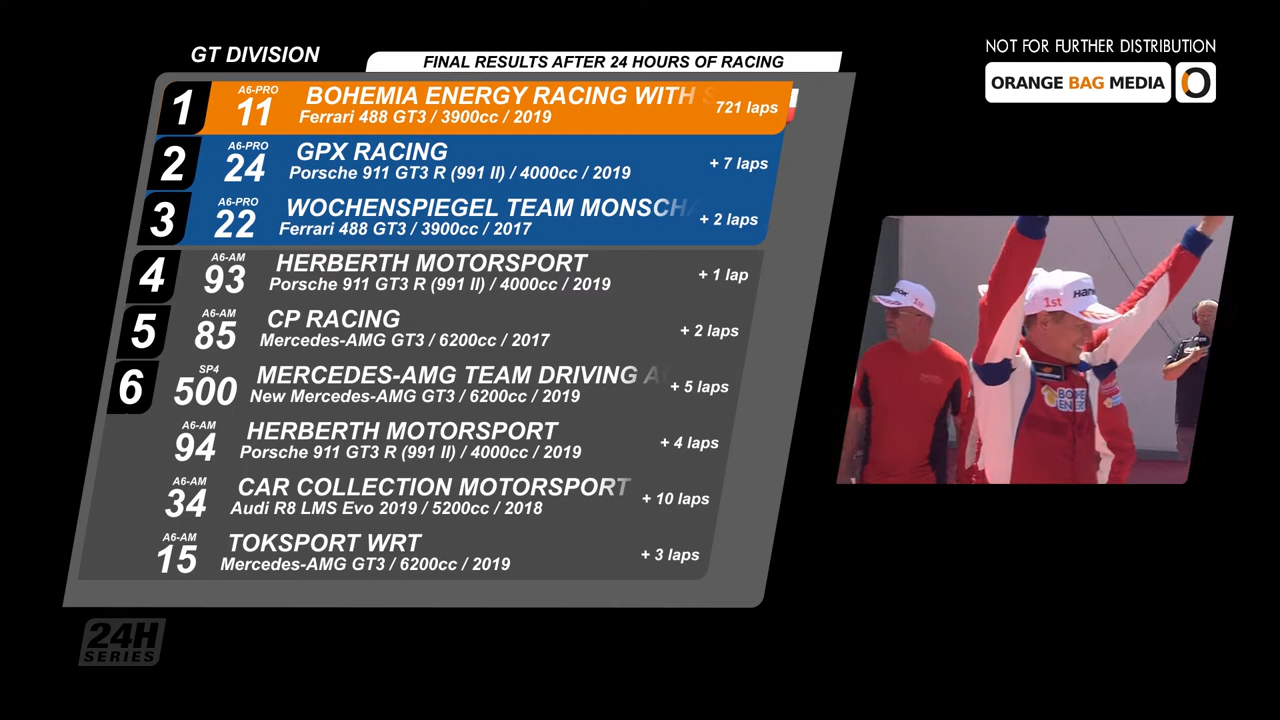 GT DIVISION
FINAL RESULTS AFTER 24 HOURS OF RACING
NOT FOR FURTHER DISTRIBUTION
ORANGE BAG MEDIA
1 A6-PRO 11 BOHEMIA ENERGY RACING WITH 721 laps
Ferrari 488 GT3 / 3900cc / 2019
2 A6-PRO 24 GPX RACING + 7 laps
Porsche 911 GT3 R (991 II) / 4000cc / 2019
3 A6-PRO 22 WOCHENSPIEGEL TEAM MONSCHA + 2 laps
Ferrari 488 GT3 / 3900cc / 2017
4 A6-AM 93 HERBERTH MOTORSPORT + 1 lap
Porsche 911 GT3 R (991 II) / 4000cc / 2019
5 A6-AM 85 CP RACING + 2 laps
Mercedes-AMG GT3 / 6200cc / 2017
6 SP4 500 MERCEDES-AMG TEAM DRIVING + 5 laps
New Mercedes-AMG GT3 / 6200cc / 2019
A6-AM 94 HERBERTH MOTORSPORT + 4 laps
Porsche 911 GT3 R (991 II) / 4000cc / 2019
A6-AM 34 CAR COLLECTION MOTORSPORT + 10 laps
Audi R8 LMS Evo 2019 / 5200cc / 2018
A6-AM 15 TOKSPORT WRT + 3 laps
Mercedes-AMG GT3 / 6200cc / 2019
1st
1st
24H
SERIES